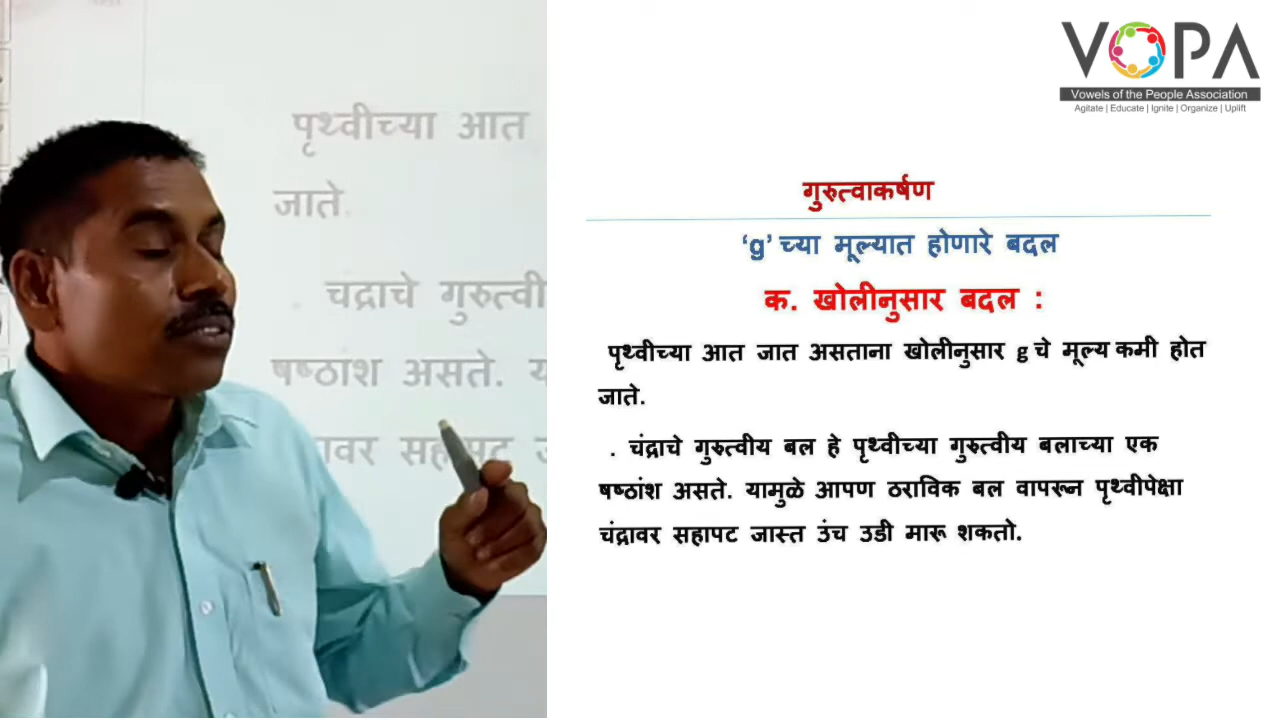 पृथ्वीच्या आत
जाते.
. चंद्राचे गुरुत्वी
षष्ठांश असते. य
ावर सहापट उ
VOPA
Vowels of the People Association
Agitate | Educate | Ignite | Organize | Uplift
गुरुत्वाकर्षण
‘g’ च्या मूल्यात होणारे बदल
क. खोलीनुसार बदल :
पृथ्वीच्या आत जात असताना खोलीनुसार g चे मूल्य कमी होत
जाते.
. चंद्राचे गुरुत्वीय बल हे पृथ्वीच्या गुरुत्वीय बलाच्या एक
षष्ठांश असते. यामुळे आपण ठराविक बल वापरून पृथ्वीपेक्षा
चंद्रावर सहापट जास्त उंच उडी मारू शकतो.